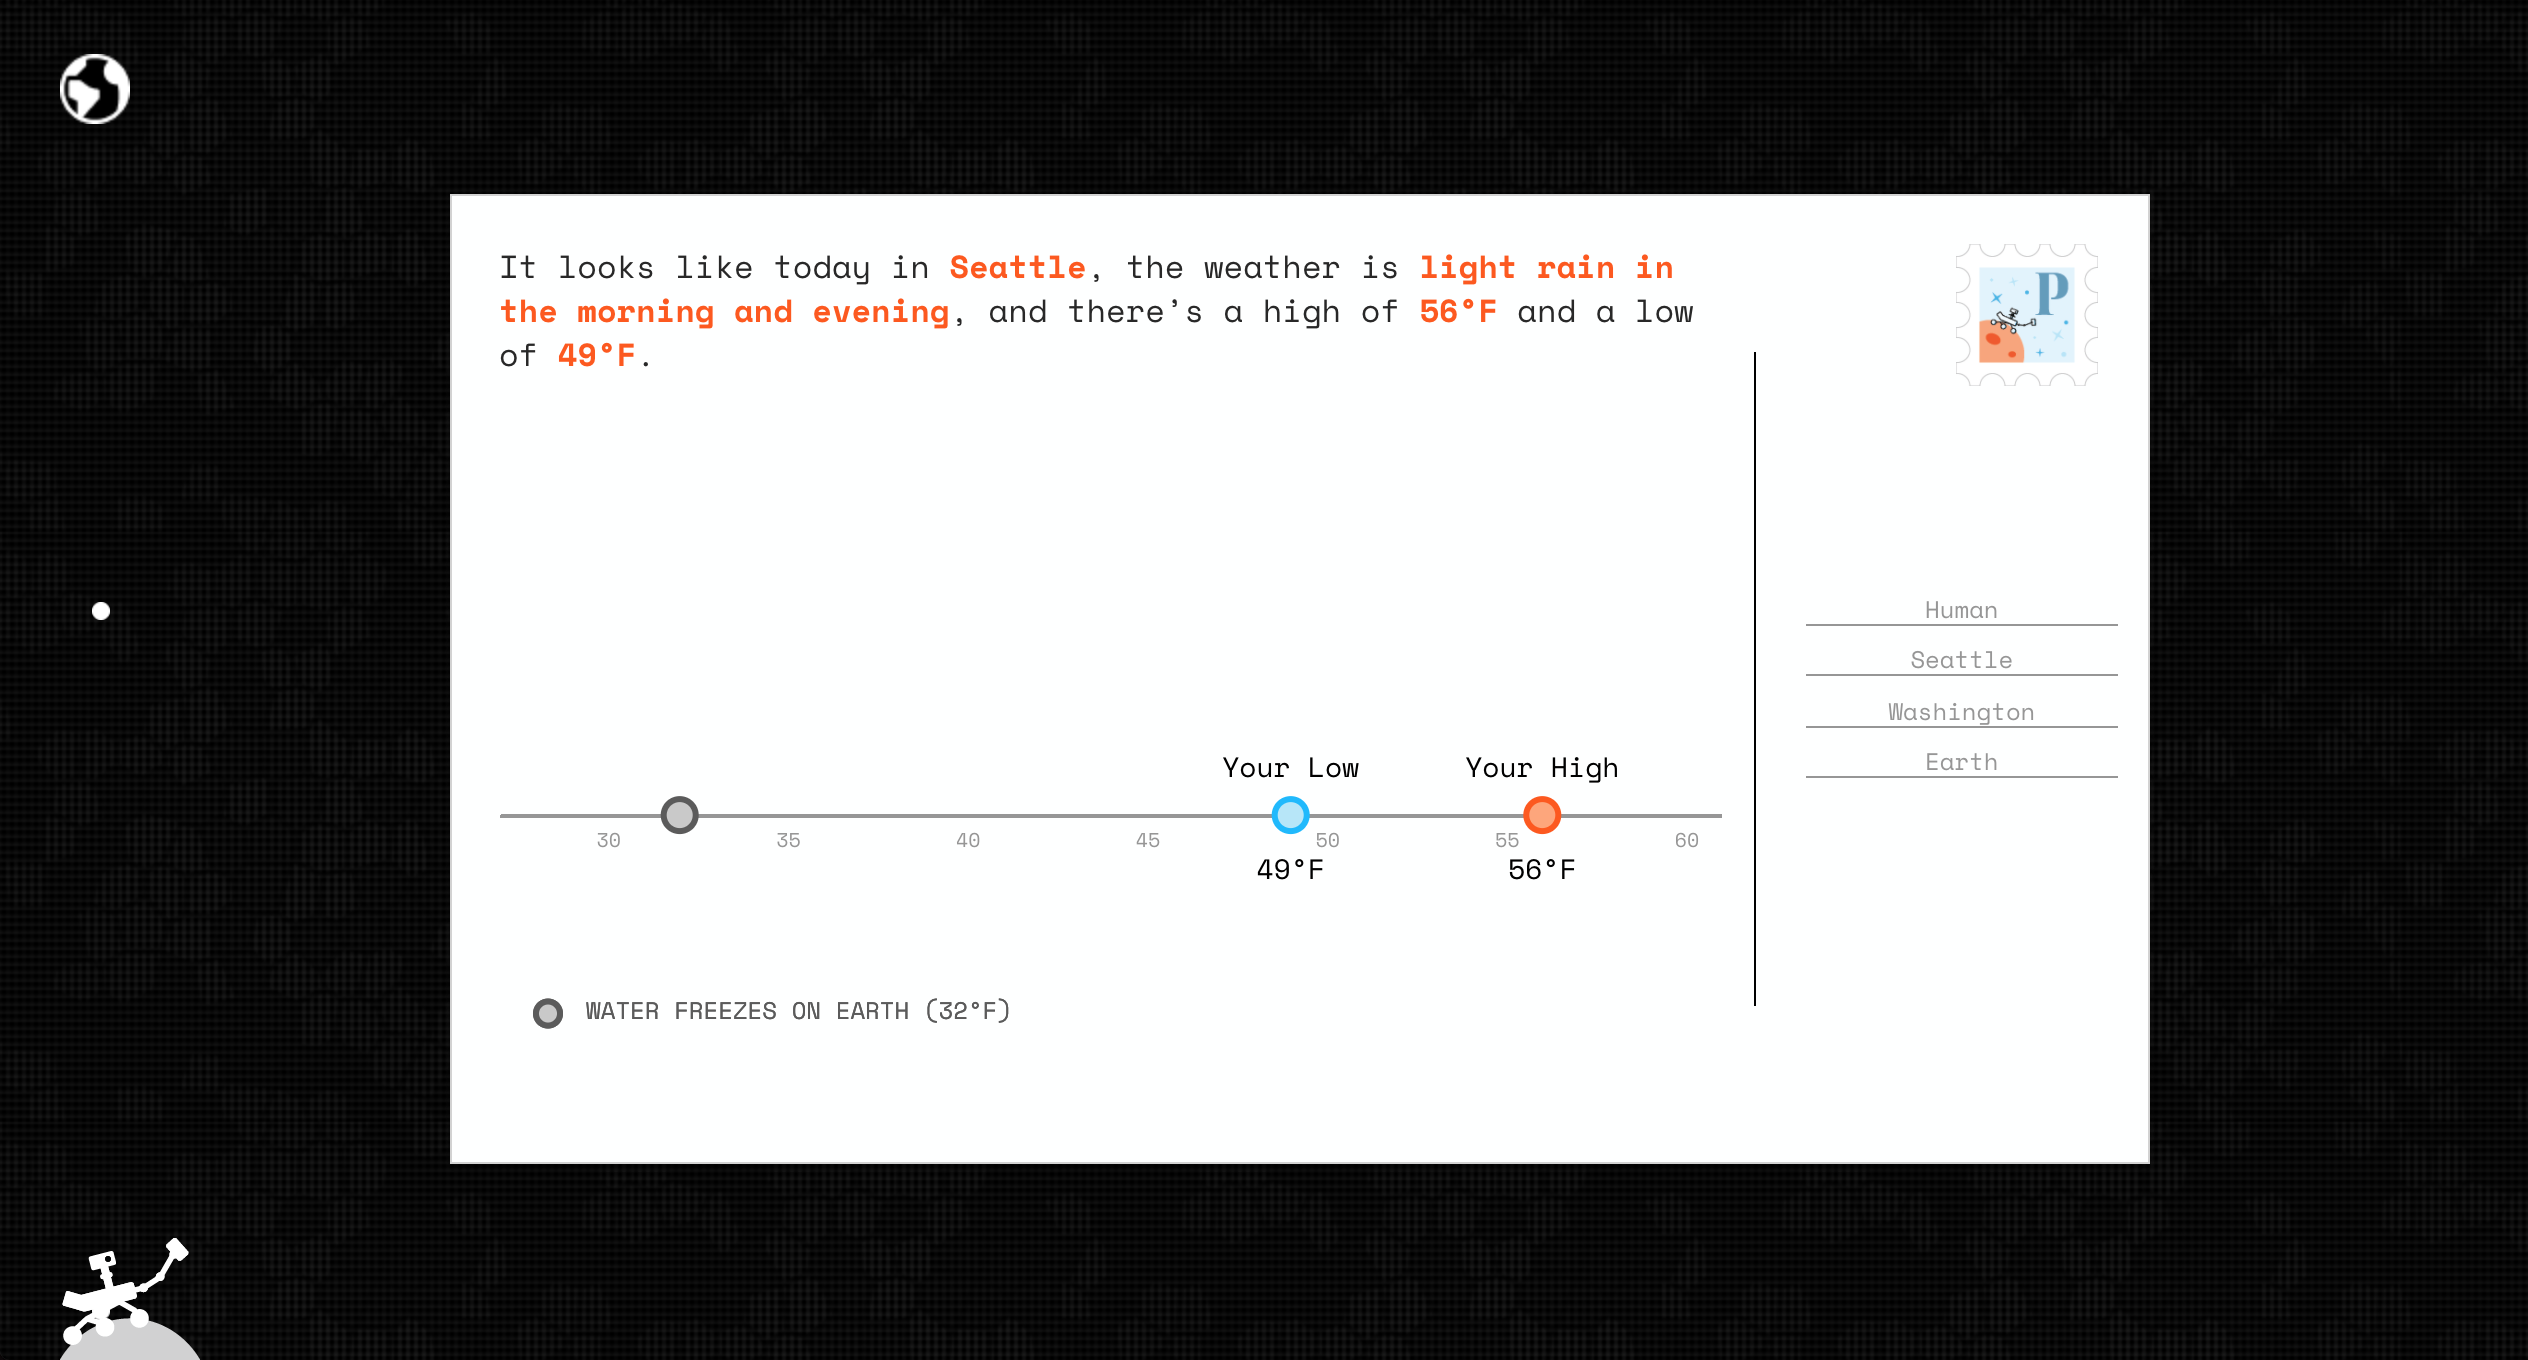 It looks like today in Seattle, the weather is light rain in
the morning and evening, and there’s a high of 56°F and a low
of 49°F.
P
Human
Seattle
Washington
Earth
Your Low Your High
30 35 40 45 50 55 60
49°F 56°F
WATER FREEZES ON EARTH (32°F)